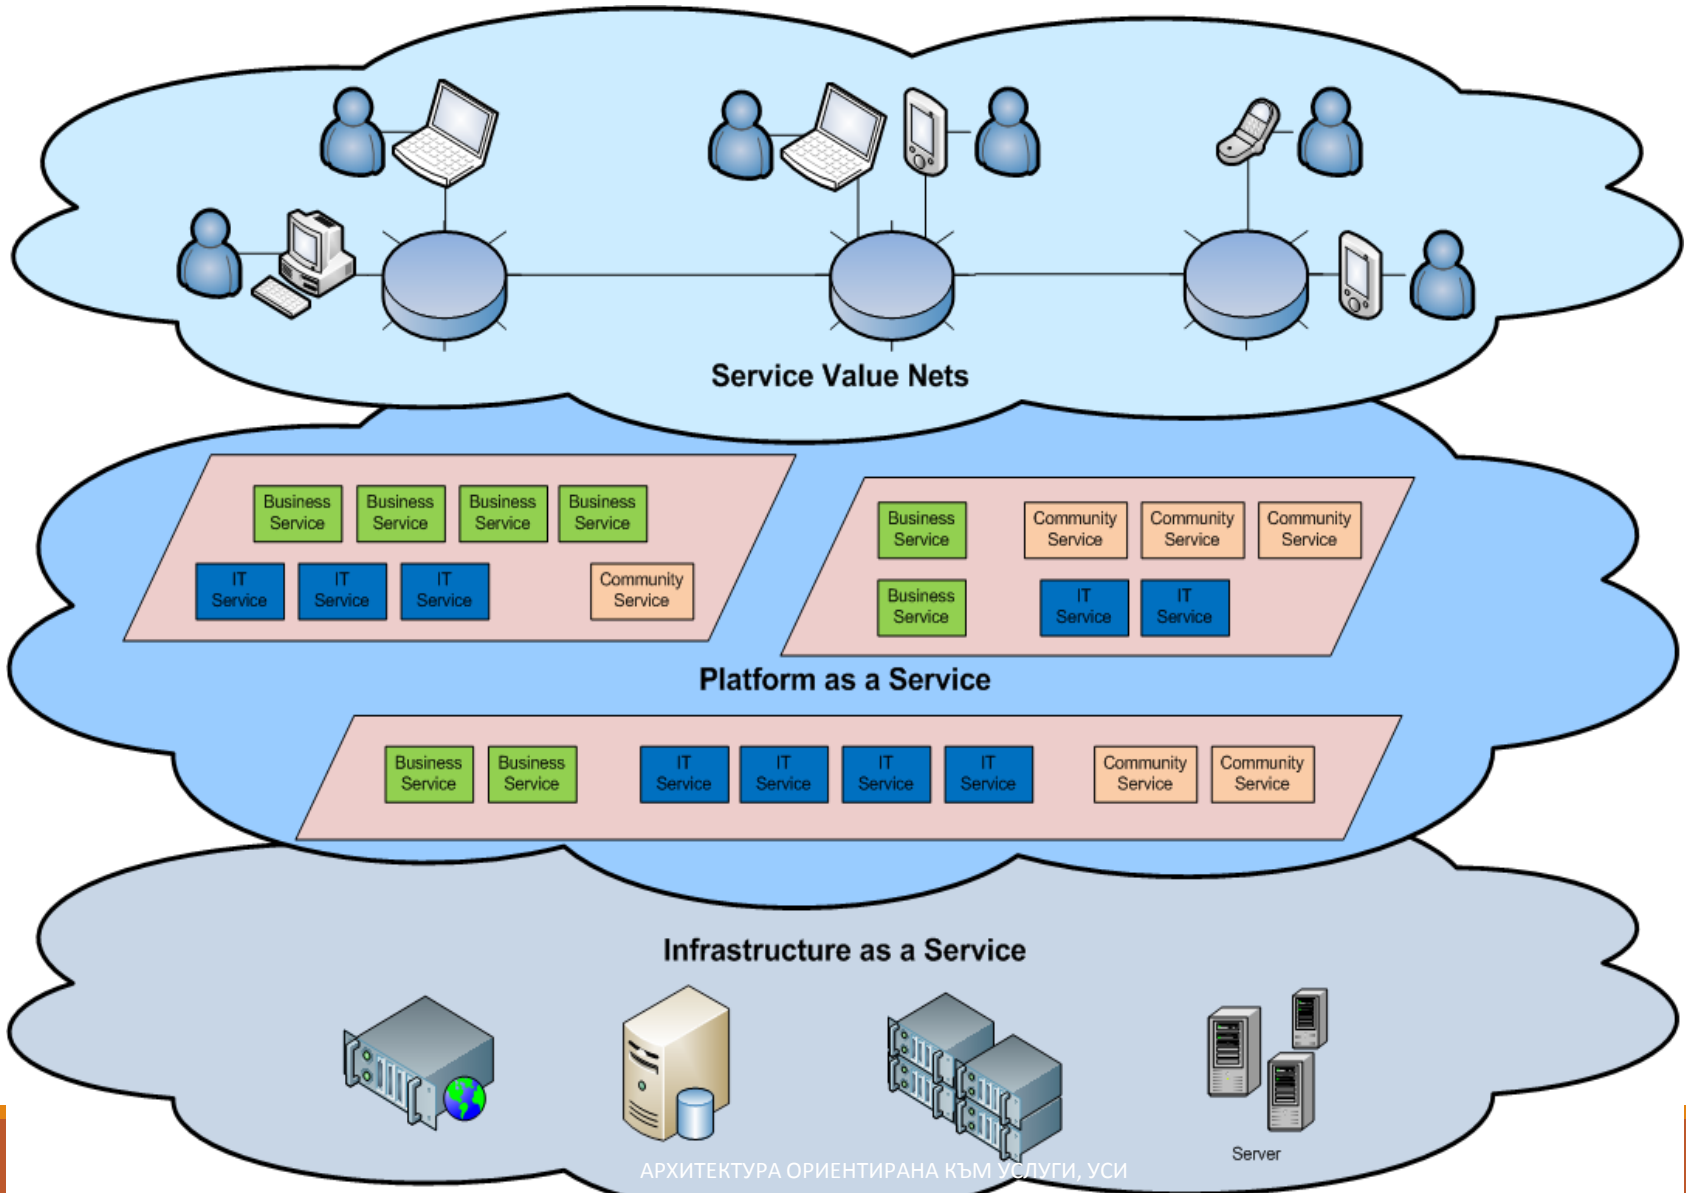 Service Value Nets
Business Service
Business Service
Business Service
Business Service
IT Service
IT Service
IT Service
Community Service
Business Service
Community Service
Community Service
Community Service
Business Service
IT Service
IT Service
Platform as a Service
Business Service
Business Service
IT Service
IT Service
IT Service
IT Service
Community Service
Community Service
Infrastructure as a Service
Server
АРХИТЕКТУРА ОРИЕНТИРАНА КЪМ УСЛУГИ, УСИ